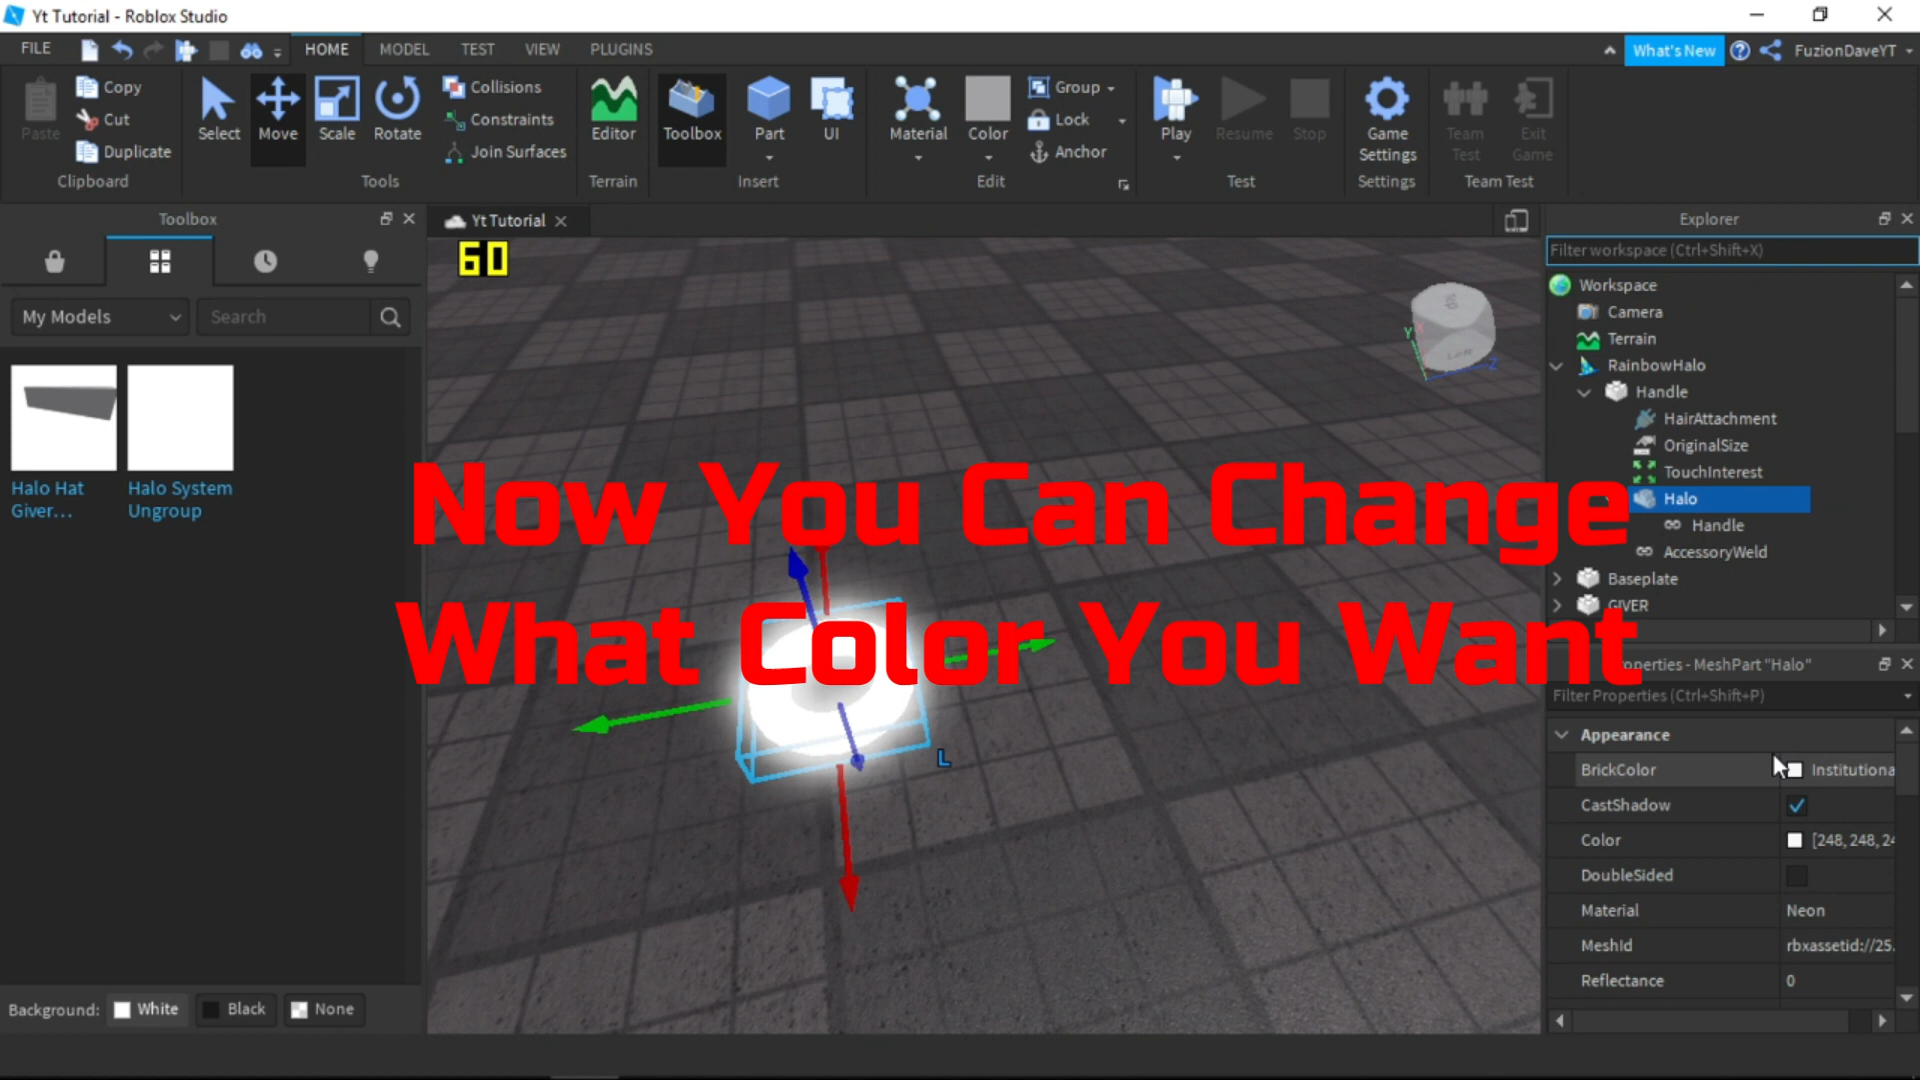 Yt Tutorial - Roblox Studio
FILE HOME MODEL TEST VIEW PLUGINS What's New FuzionDaveYT
Paste Copy Cut Duplicate
Clipboard
Select Move Scale Rotate Collisions Constraints Join Surfaces
Tools
Editor
Terrain
Toolbox Part UI
Insert
Material Color Group Lock Anchor
Edit
Play Resume Stop
Test
Game Settings
Settings
Team Test Exit Game
Team Test
Toolbox
My Models Search
Halo Hat Giver...
Halo System Ungroup
Background: White Black None
Yt Tutorial
60
Y
Z
L
Now You Can Change
What Color You Want
Explorer
Filter workspace (Ctrl+Shift+X)
Workspace
Camera
Terrain
RainbowHalo
Handle
HairAttachment
OriginalSize
TouchInterest
Halo
Handle
AccessoryWeld
Baseplate
GIVER
operties - MeshPart "Halo"
Filter Properties (Ctrl+Shift+P)
Appearance
BrickColor Instituciona
CastShadow
Color [248, 248, 24
DoubleSided
Material Neon
MeshId rbxassetid://25.
Reflectance 0